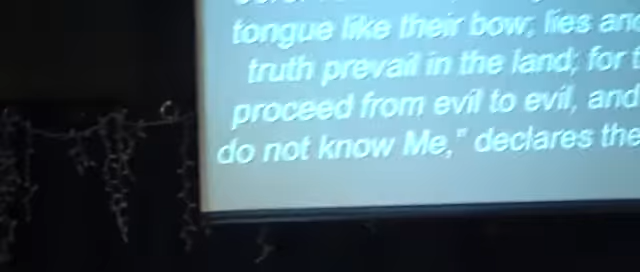 tongue like their bow; lies and
truth prevail in the land; for
proceed from evil to evil, and
do not know Me," declares the